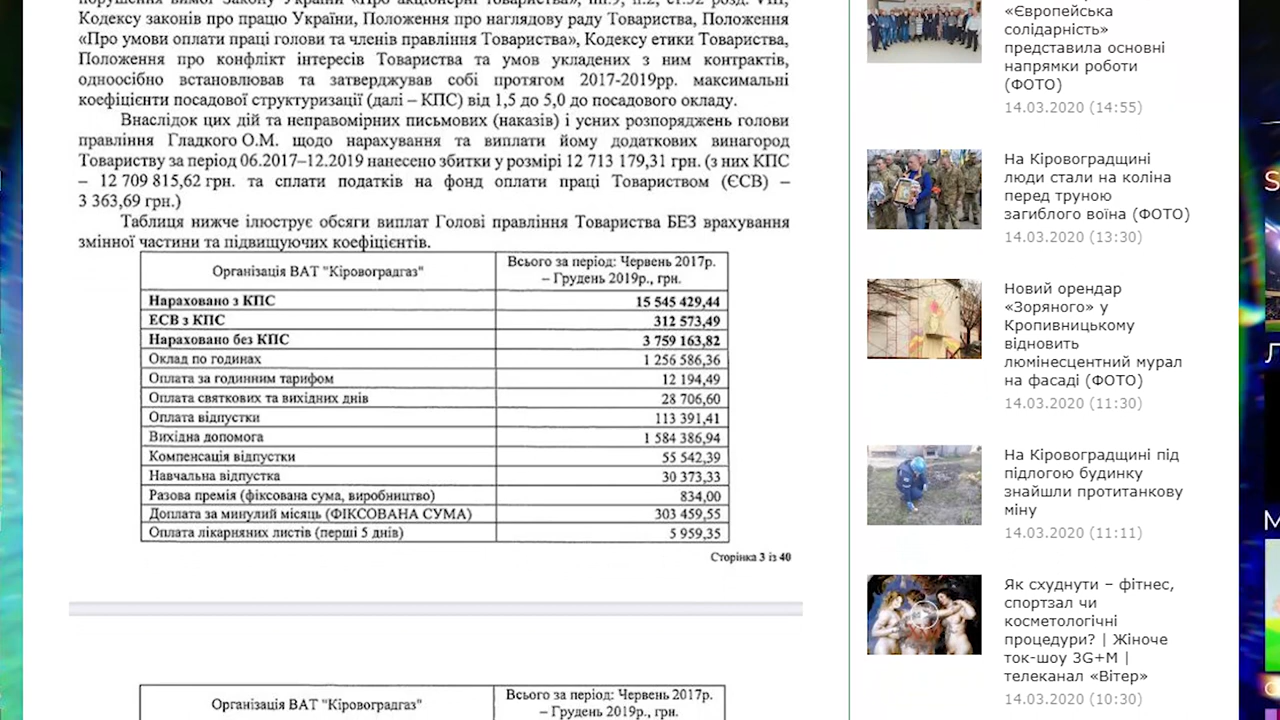 порушення вимог Закону України «Про акціонерні товариства», пп.9, п.2, ст.52 розд. VIII,
Кодексу законів про працю України, Положення про наглядову раду Товариства, Положення
«Про умови оплати праці голови та членів правління Товариства», Кодексу етики Товариства,
Положення про конфлікт інтересів Товариства та умов укладених з ним контрактів,
одноосібно встановлював та затверджував собі протягом 2017-2019рр. максимальні
коефіцієнти посадової структуризації (далі – КПС) від 1,5 до 5,0 до посадового окладу.
Внаслідок цих дій та неправомірних письмових (наказів) і усних розпоряджень голови
правління Гладкого О.М. щодо нарахування та виплати йому додаткових винагород
Товариству за період 06.2017–12.2019 нанесено збитки у розмірі 12 713 179,31 грн. (з них КПС
– 12 709 815,62 грн. та сплати податків на фонд оплати праці Товариством (ЄСВ) –
3 363,69 грн.)
Таблиця нижче ілюструє обсяги виплат Голові правління Товариства БЕЗ врахування
змінної частини та підвищуючих коефіцієнтів.
Організація ВАТ "Кіровоградгаз" Всього за період: Червень 2017р.
– Грудень 2019р., грн.
Нараховано з КПС 15 545 429,44
ЕСВ з КПС 312 573,49
Нараховано без КПС 3 759 163,82
Оклад по годинах 1 256 586,36
Оплата за годинним тарифом 12 194,49
Оплата святкових та вихідних днів 28 706,60
Оплата відпустки 113 391,41
Вихідна допомога 1 584 386,94
Компенсація відпустки 55 542,39
Навчальна відпустка 30 373,33
Разова премія (фіксована сума, виробництво) 834,00
Доплата за минулий місяць (ФІКСОВАНА СУМА) 303 459,55
Оплата лікарняних листів (перші 5 днів) 5 959,35
Сторінка 3 із 40
Організація ВАТ "Кіровоградгаз" Всього за період: Червень 2017р.
– Грудень 2019р., грн.
«Європейська
солідарність»
представила основні
напрямки роботи
(ФОТО)
14.03.2020 (14:55)
На Кіровоградщині
люди стали на коліна
перед труною
загиблого воїна (ФОТО)
14.03.2020 (13:30)
Новий орендар
«Зоряного» у
Кропивницькому
відновить
люмінесцентний мурал
на фасаді (ФОТО)
14.03.2020 (11:30)
На Кіровоградщині під
підлогою будинку
знайшли протитанкову
міну
14.03.2020 (11:11)
Як схуднути – фітнес,
спортзал чи
косметологічні
процедури? | Жіноче
ток-шоу 3G+M |
телеканал «Вітер»
14.03.2020 (10:30)